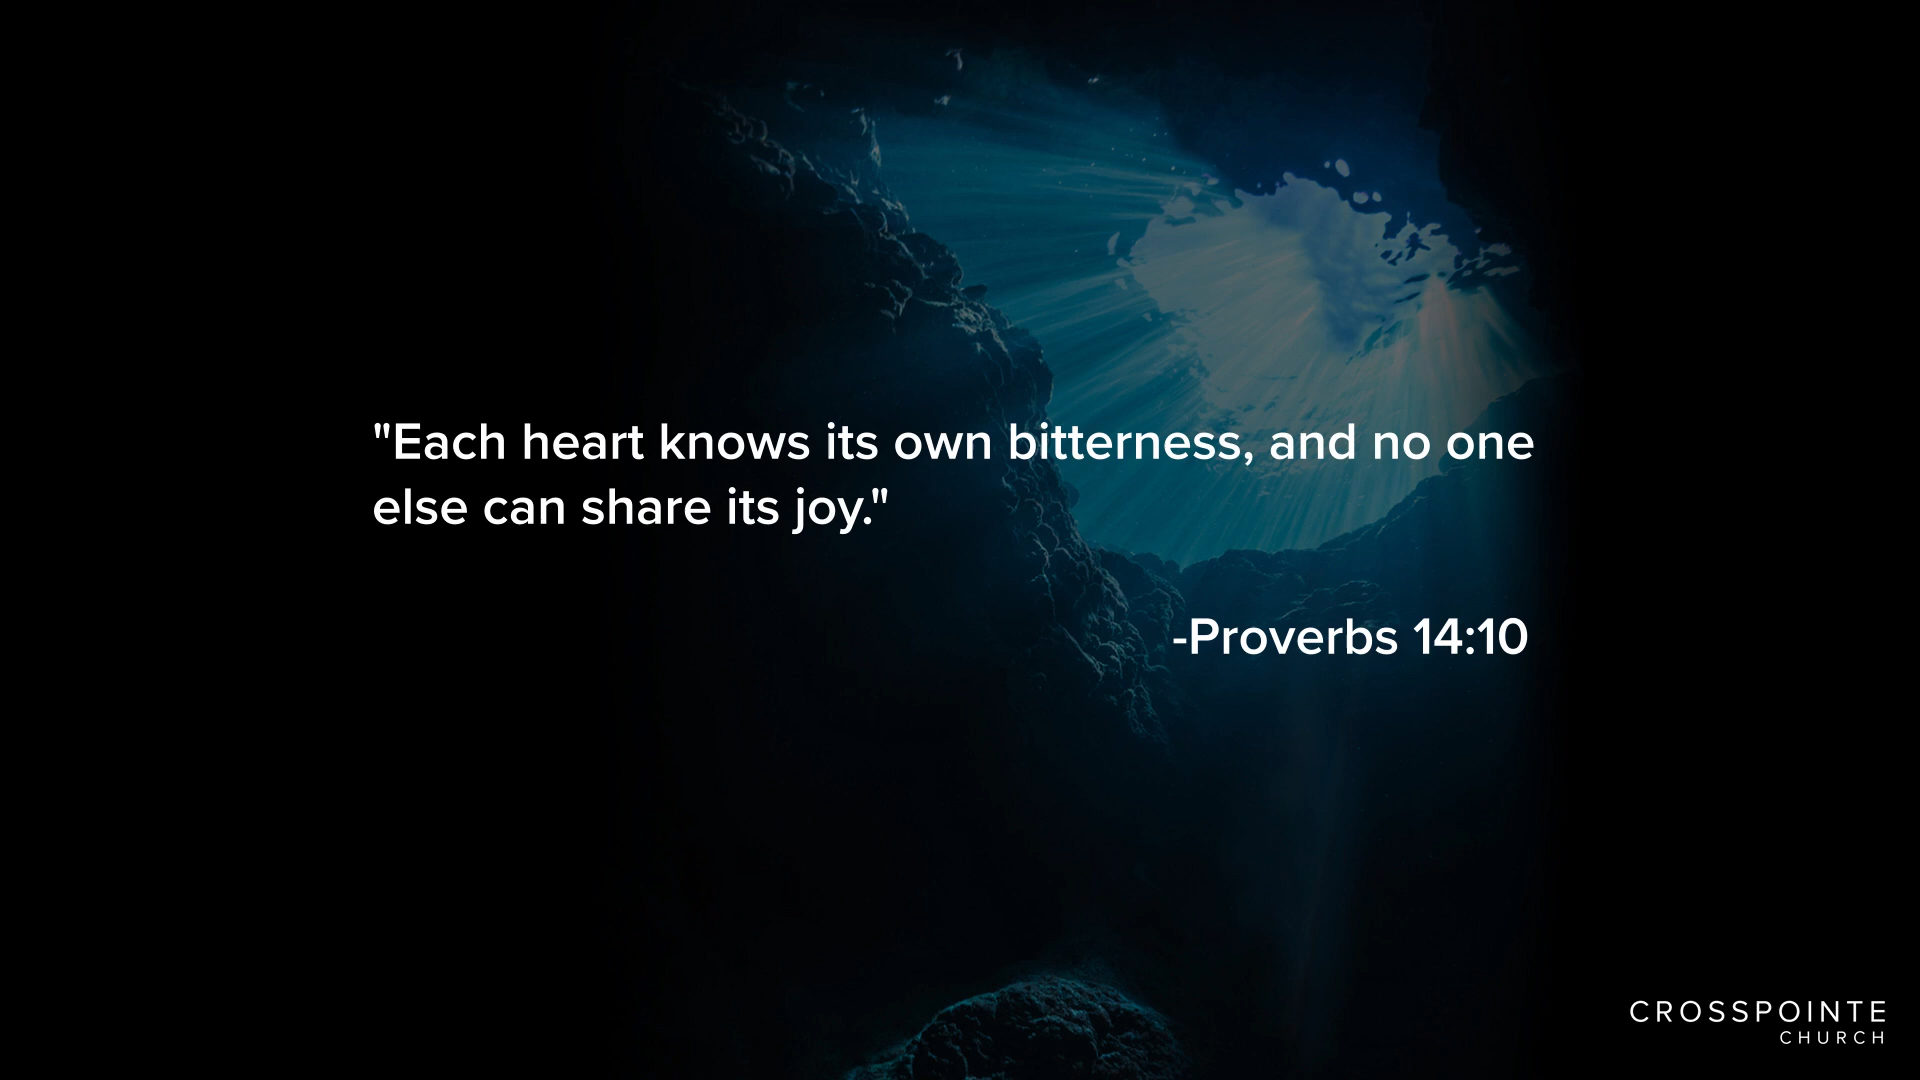 "Each heart knows its own bitterness, and no one
else can share its joy."
-Proverbs 14:10
CROSSPOINTE
CHURCH